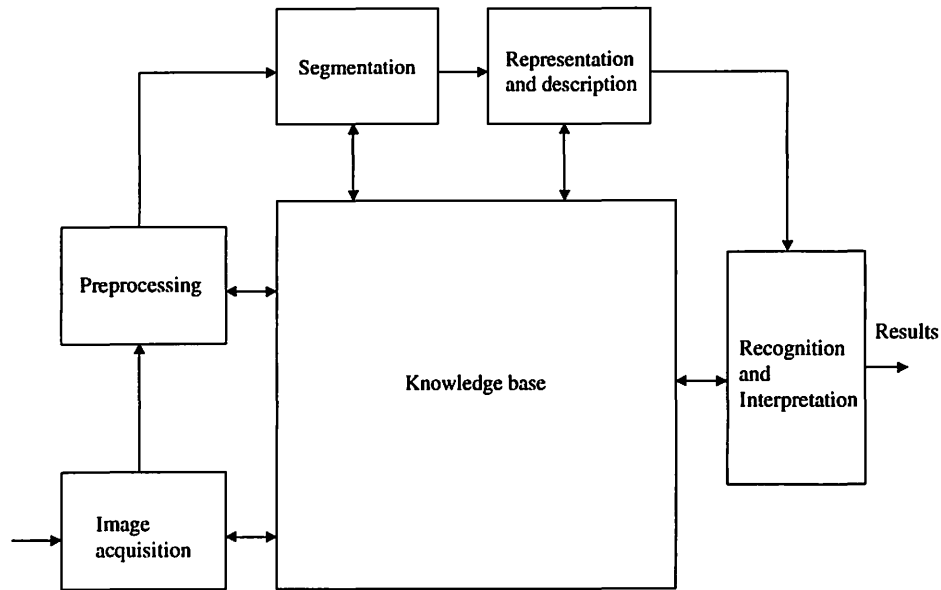 Segmentation
Representation
and description
Preprocessing
Knowledge base
Recognition
and
Interpretation
Results
Image
acquisition